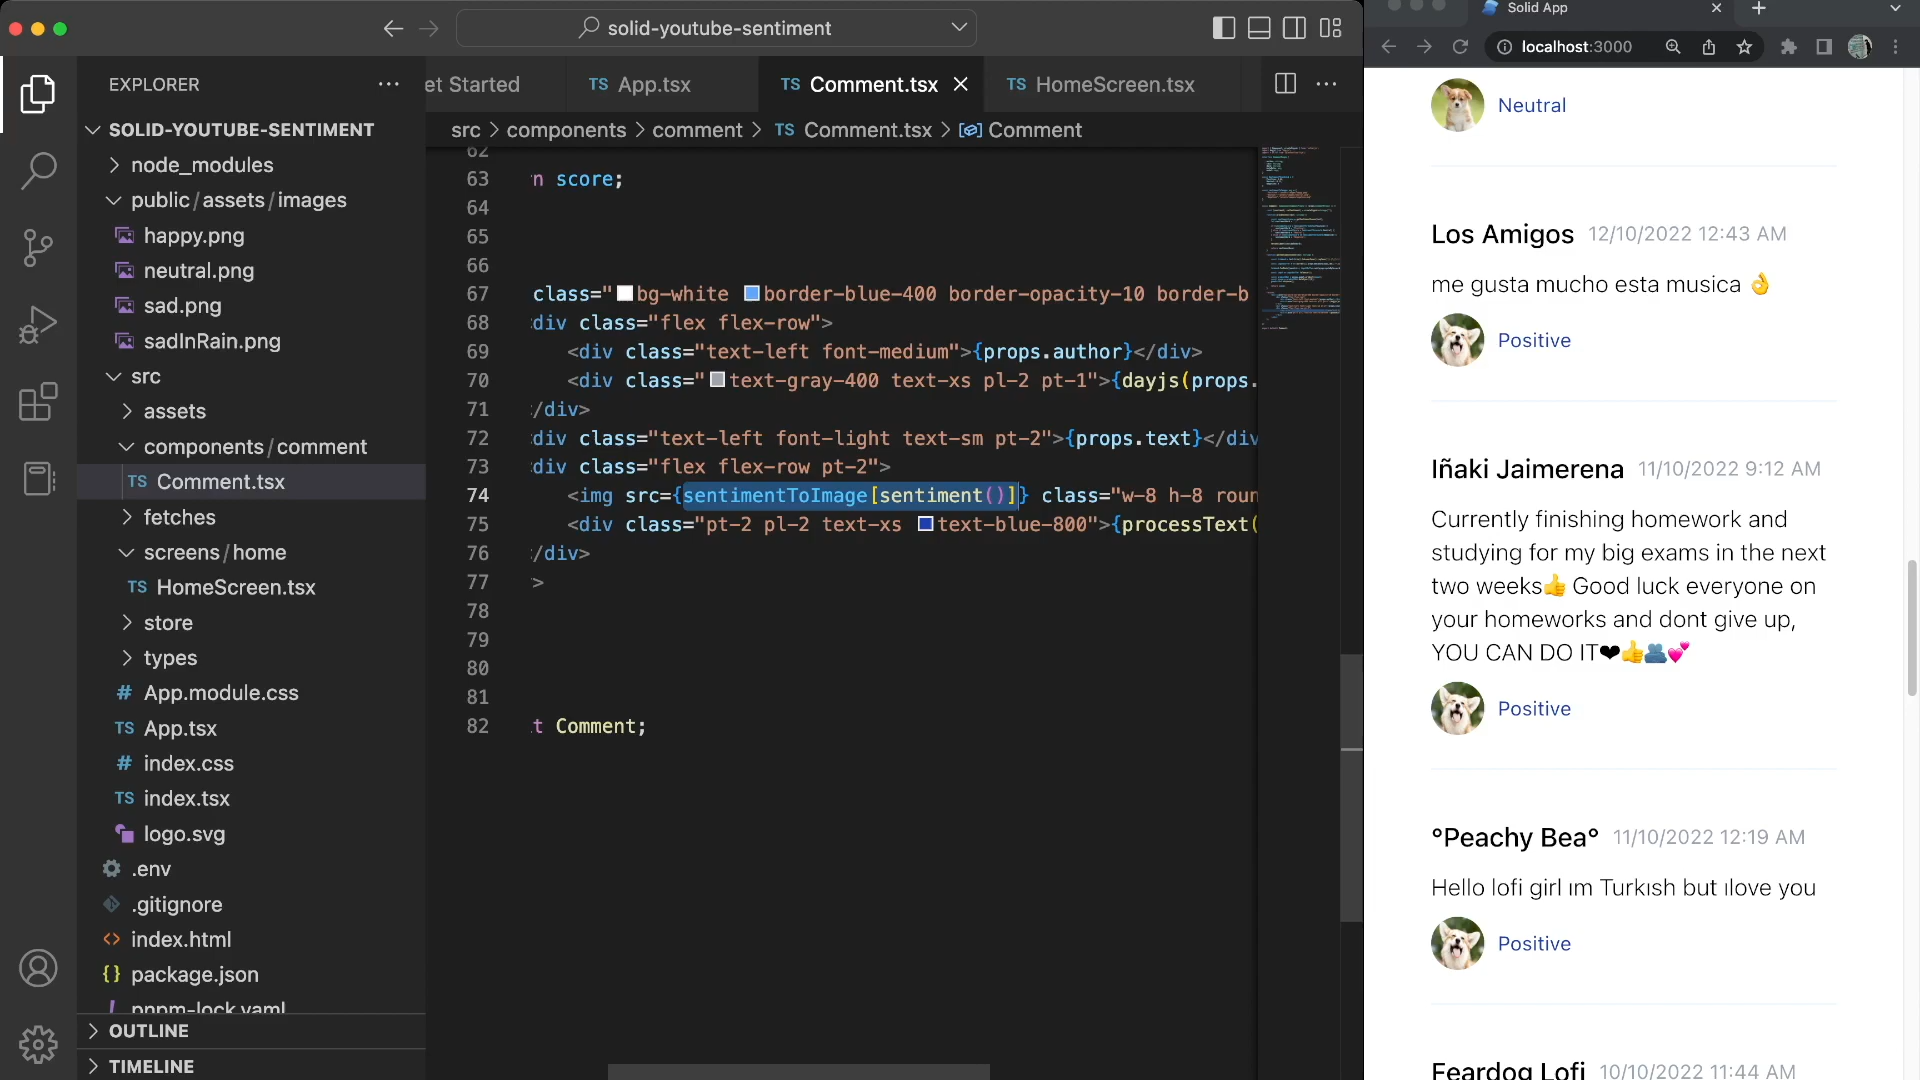 solid-youtube-sentiment
EXPLORER
SOLID-YOUTUBE-SENTIMENT
node_modules
public/assets/images
happy.png
neutral.png
sad.png
sadInRain.png
src
assets
components/comment
TS Comment.tsx
fetches
screens/home
TS HomeScreen.tsx
store
types
# App.module.css
TS App.tsx
# index.css
TS index.tsx
logo.svg
.env
.gitignore
<> index.html
{} package.json
! pnpm-lock.yaml
OUTLINE
TIMELINE
et Started
TS App.tsx
TS Comment.tsx
TS HomeScreen.tsx
src > components > comment > TS Comment.tsx > Comment
62
63 n score;
64
65
66
67 class="bg-white border-blue-400 border-opacity-10 border-b
68 div class="flex flex-row">
69 <div class="text-left font-medium">{props.author}</div>
70 <div class="text-gray-400 text-xs pl-2 pt-1">{dayjs(props.
71 /div>
72 div class="text-left font-light text-sm pt-2">{props.text}</div
73 div class="flex flex-row pt-2">
74 <img src={sentimentToImage[sentiment()]} class="w-8 h-8 roun
75 <div class="pt-2 pl-2 text-xs text-blue-800">{processText(
76 /div>
77 >
78
79
80
81
82 t Comment;
Solid App
localhost:3000
Neutral
Los Amigos 12/10/2022 12:43 AM
me gusta mucho esta musica 👌
Positive
Iñaki Jaimerena 11/10/2022 9:12 AM
Currently finishing homework and
studying for my big exams in the next
two weeks👍 Good luck everyone on
your homeworks and dont give up,
YOU CAN DO IT❤👍🫂💕
Positive
°Peachy Bea° 11/10/2022 12:19 AM
Hello lofi girl ım Turkısh but ılove you
Positive
Feardog Lofi 10/10/2022 11:44 AM